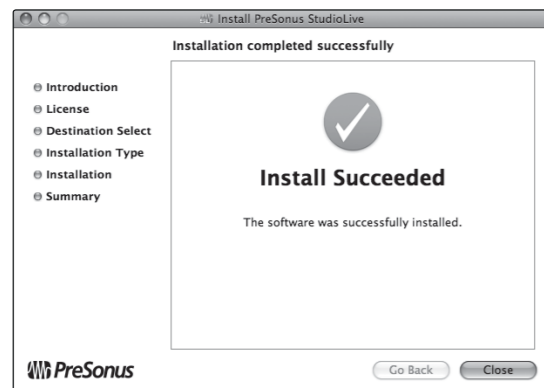 Install PreSonus StudioLive
Installation completed successfully
Introduction
License
Destination Select
Installation Type
Installation
Summary
Install Succeeded
The software was successfully installed.
PreSonus
Go Back
Close